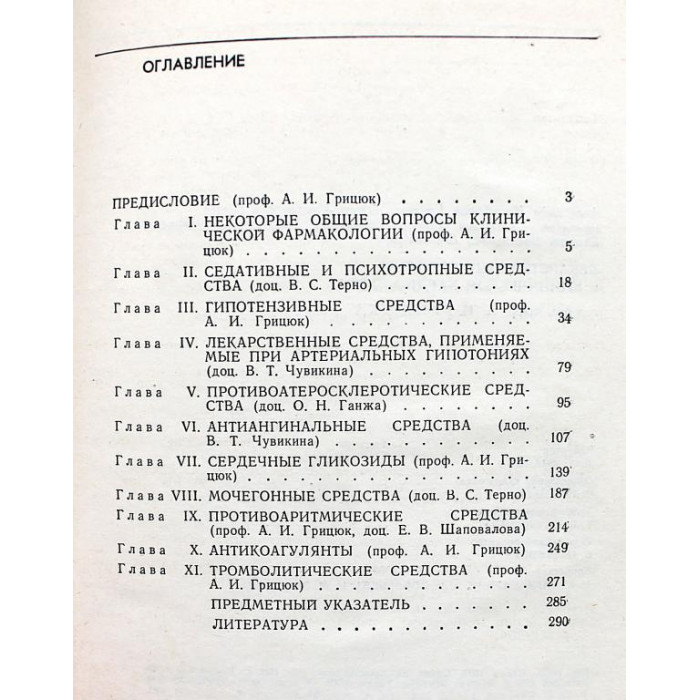 ОГЛАВЛЕНИЕ
ПРЕДИСЛОВИЕ (проф. А. И. Грицюк) . . . . . . . . 3
Глава I. НЕКОТОРЫЕ ОБЩИЕ ВОПРОСЫ КЛИНИ-
ЧЕСКОЙ ФАРМАКОЛОГИИ (проф. А. И. Гри-
цюк) . . . . . . . . . . . . . . . 5
Глава II. СЕДАТИВНЫЕ И ПСИХОТРОПНЫЕ СРЕД-
СТВА (доц. В. С. Терно) . . . . . . . . 18
Глава III. ГИПОТЕНЗИВНЫЕ СРЕДСТВА (проф.
А. И. Грицюк) . . . . . . . . . . . 34
Глава IV. ЛЕКАРСТВЕННЫЕ СРЕДСТВА, ПРИМЕНЯЕ-
МЫЕ ПРИ АРТЕРИАЛЬНЫХ ГИПОТОНИЯХ
(доц. В. Т. Чувикина) . . . . . . . . . 79
Глава V. ПРОТИВОАТЕРОСКЛЕРОТИЧЕСКИЕ СРЕД-
СТВА (доц. О. Н. Ганжа) . . . . . . . . 95
Глава VI. АНТИАНГИНАЛЬНЫЕ СРЕДСТВА (доц.
В. Т. Чувикина) . . . . . . . . . . . 107
Глава VII. СЕРДЕЧНЫЕ ГЛИКОЗИДЫ (проф. А. И. Гри-
цюк) . . . . . . . . . . . . . . . 139
Глава VIII. МОЧЕГОННЫЕ СРЕДСТВА (доц. В. С. Терно) . 187
Глава IX. ПРОТИВОАРИТМИЧЕСКИЕ СРЕДСТВА
(проф. А. И. Грицюк, доц. Е. В. Шаповалова) . 214
Глава X. АНТИКОАГУЛЯНТЫ (проф. А. И. Грицюк) . 249
Глава XI. ТРОМБОЛИТИЧЕСКИЕ СРЕДСТВА (проф.
А. И. Грицюк) . . . . . . . . . . . 271
ПРЕДМЕТНЫЙ УКАЗАТЕЛЬ . . . . . . . 285
ЛИТЕРАТУРА . . . . . . . . . . . . 290